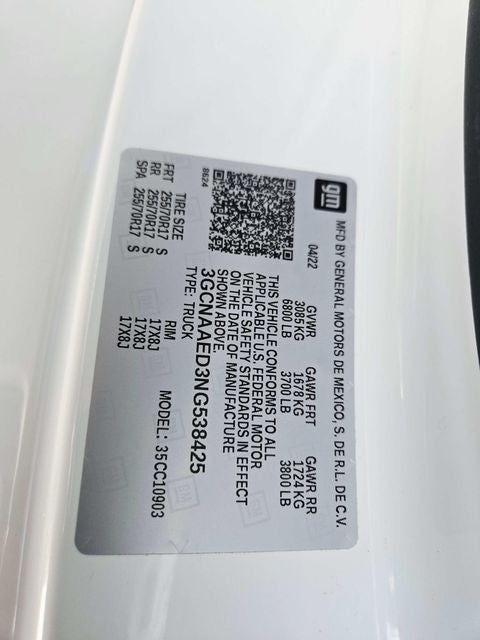 gm MFD BY GENERAL MOTORS DE MEXICO, S. DE R.L. DE C.V.
04/22 GVWR GAWR FRT GAWR RR
3085 KG 1678 KG 1724 KG
6800 LB 3700 LB 3800 LB
THIS VEHICLE CONFORMS TO ALL
APPLICABLE U.S. FEDERAL MOTOR
VEHICLE SAFETY STANDARDS IN EFFECT
ON THE DATE OF MANUFACTURE
SHOWN ABOVE.
8624
3GCNAAED3NG538425
TYPE: TRUCK MODEL: 35CC10903
TIRE SIZE RIM
FRT 255/70R17 S 17X8J
RR 255/70R17 S 17X8J
SPA 255/70R17 S 17X8J